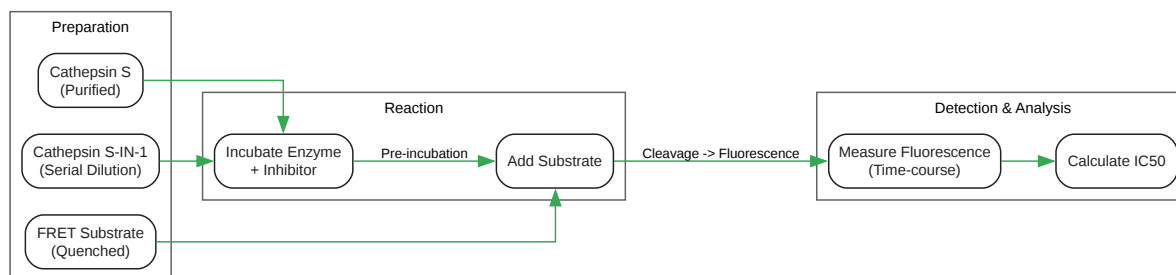 Preparation
Cathepsin S
(Purified)
Cathepsin S-IN-1
(Serial Dilution)
FRET Substrate
(Quenched)
Reaction
Incubate Enzyme
+ Inhibitor
Pre-incubation
Add Substrate
Cleavage -> Fluorescence
Detection & Analysis
Measure Fluorescence
(Time-course)
Calculate IC50